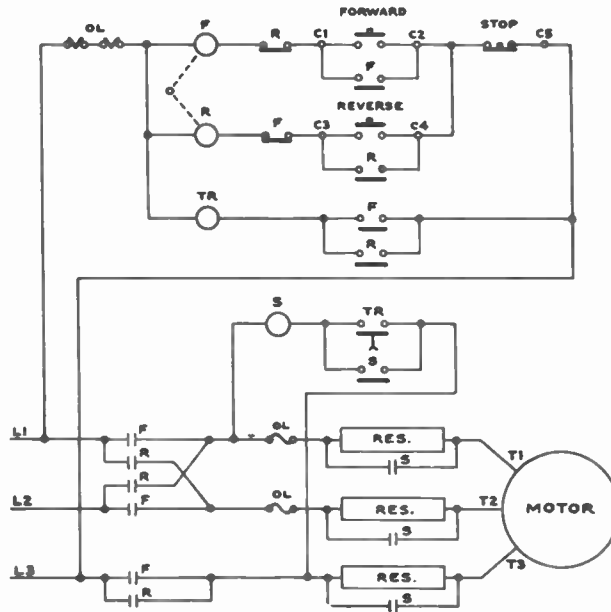 FORWARD
OL F R C1 C2 STOP C5
F
REVERSE
R F C3 C4
R
TR F
R
S TR
S
L1 F OL RES. T1
R S
R
L2 F OL RES. T2 MOTOR
S
L3 F RES. T3
R S